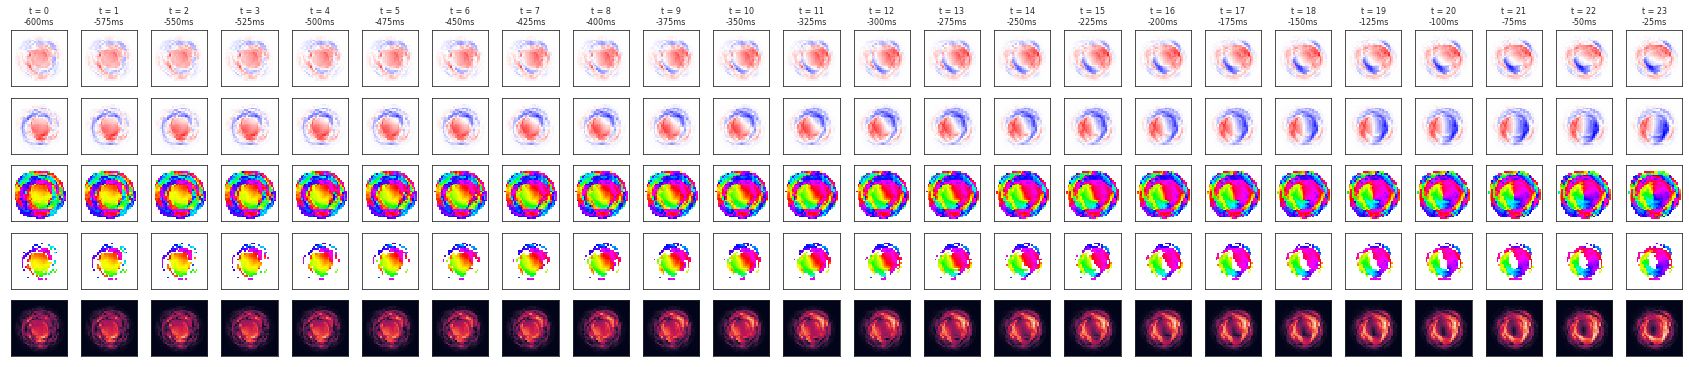 t = 0 t = 1 t = 2 t = 3 t = 4 t = 5 t = 6 t = 7 t = 8 t = 9 t = 10 t = 11 t = 12 t = 13 t = 14 t = 15 t = 16 t = 17 t = 18 t = 19 t = 20 t = 21 t = 22 t = 23
-600ms -575ms -550ms -525ms -500ms -475ms -450ms -425ms -400ms -375ms -350ms -325ms -300ms -275ms -250ms -225ms -200ms -175ms -150ms -125ms -100ms -75ms -50ms -25ms